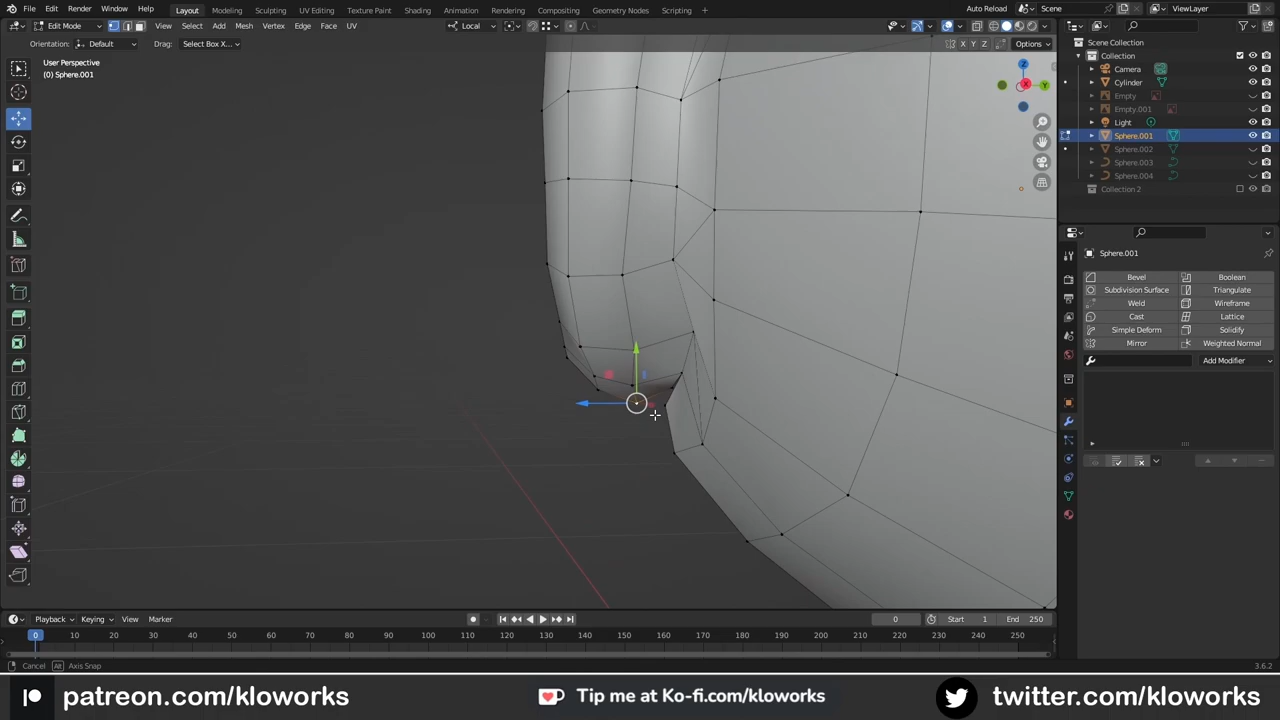 File Edit Render Window Help Layout Modeling Sculpting UV Editing Texture Paint Shading Animation Rendering Compositing Geometry Nodes Scripting + Auto Reload Scene ViewLayer
Edit Mode View Select Add Mesh Vertex Edge Face UV Local
Orientation: Default Drag: Select Box X... X Y Z Options
User Perspective
(0) Sphere.001
Z
Y
X
Scene Collection
Collection
Camera
Cylinder
Empty
Empty.001
Light
Sphere.001
Sphere.002
Sphere.003
Sphere.004
Collection 2
Sphere.001
Bevel Boolean
Subdivision Surface Triangulate
Weld Wireframe
Cast Lattice
Simple Deform Solidify
Mirror Weighted Normal
Add Modifier
Playback Keying View Marker 0 Start 1 End 250
0 10 20 30 40 50 60 70 80 90 100 110 120 130 140 150 160 170 180 190 200 210 220 230 240 250
Cancel Alt Axis Snap 3.6.2
patreon.com/kloworks Tip me at Ko-fi.com/kloworks twitter.com/kloworks